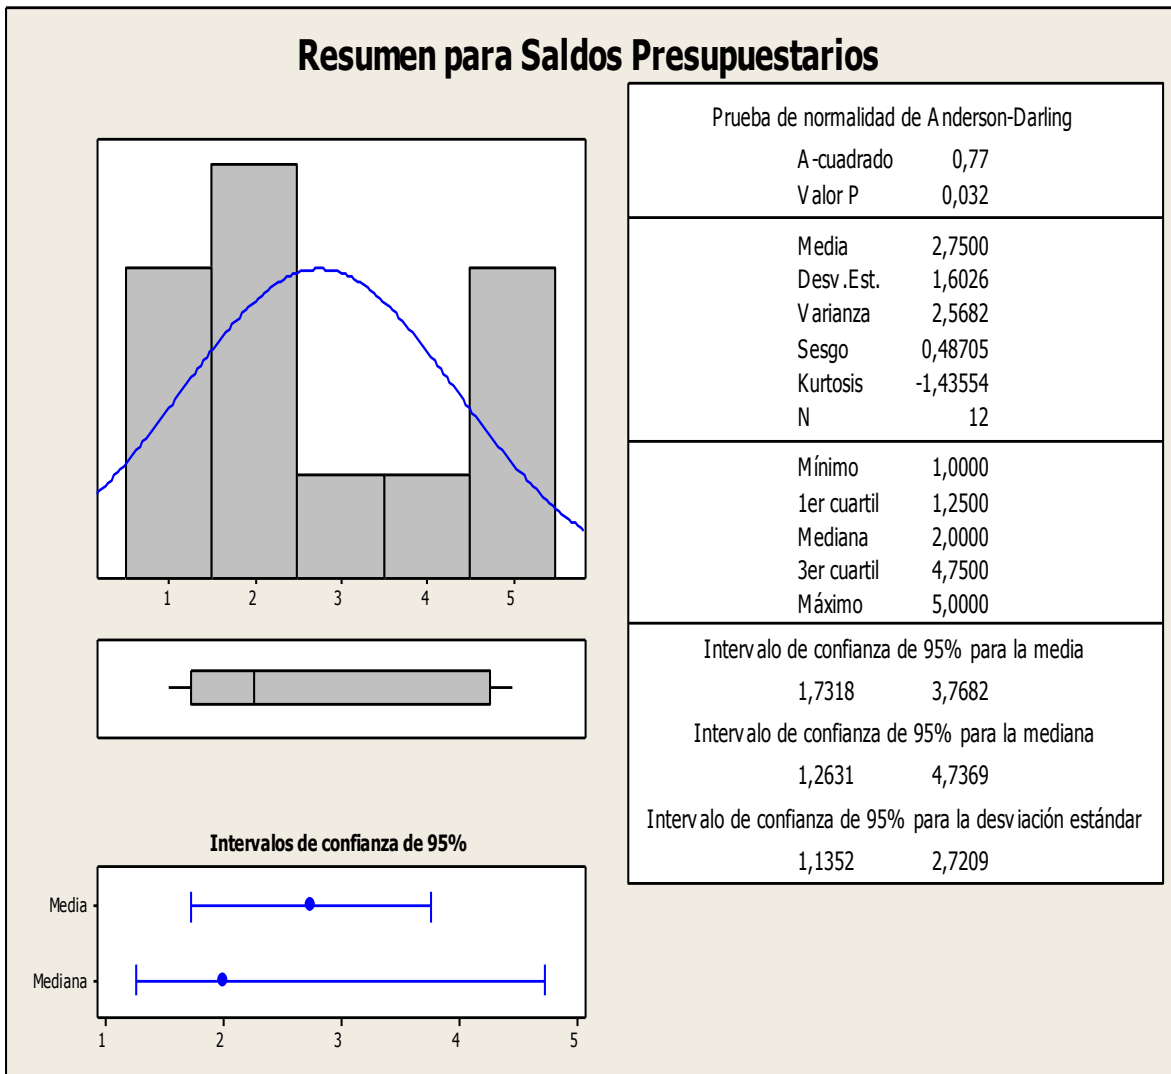 Resumen para Saldos Presupuestarios
1 2 3 4 5
Intervalos de confianza de 95%
Media
Mediana
1 2 3 4 5
Prueba de normalidad de Anderson-Darling
A-cuadrado 0,77
Valor P 0,032
Media 2,7500
Desv.Est. 1,6026
Varianza 2,5682
Sesgo 0,48705
Kurtosis -1,43554
N 12
Mínimo 1,0000
1er cuartil 1,2500
Mediana 2,0000
3er cuartil 4,7500
Máximo 5,0000
Intervalo de confianza de 95% para la media
1,7318 3,7682
Intervalo de confianza de 95% para la mediana
1,2631 4,7369
Intervalo de confianza de 95% para la desviación estándar
1,1352 2,7209